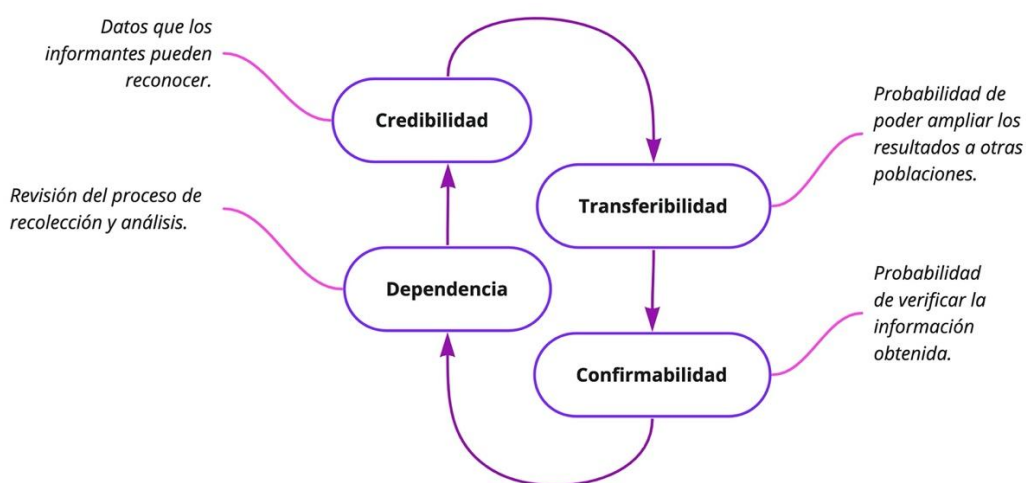 Datos que los
informantes pueden
reconocer.
Credibilidad
Probabilidad de
poder ampliar los
resultados a otras
poblaciones.
Transferibilidad
Revisión del proceso de
recolección y análisis.
Dependencia
Probabilidad
de verificar la
información
obtenida.
Confirmabilidad